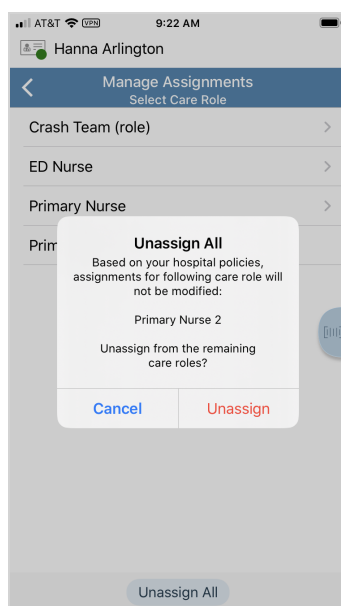 AT&T VPN 9:22 AM
Hanna Arlington
Manage Assignments
Select Care Role
Crash Team (role)
ED Nurse
Primary Nurse
Prim
Unassign All
Based on your hospital policies,
assignments for following care role will
not be modified:
Primary Nurse 2
Unassign from the remaining
care roles?
Cancel Unassign
Unassign All